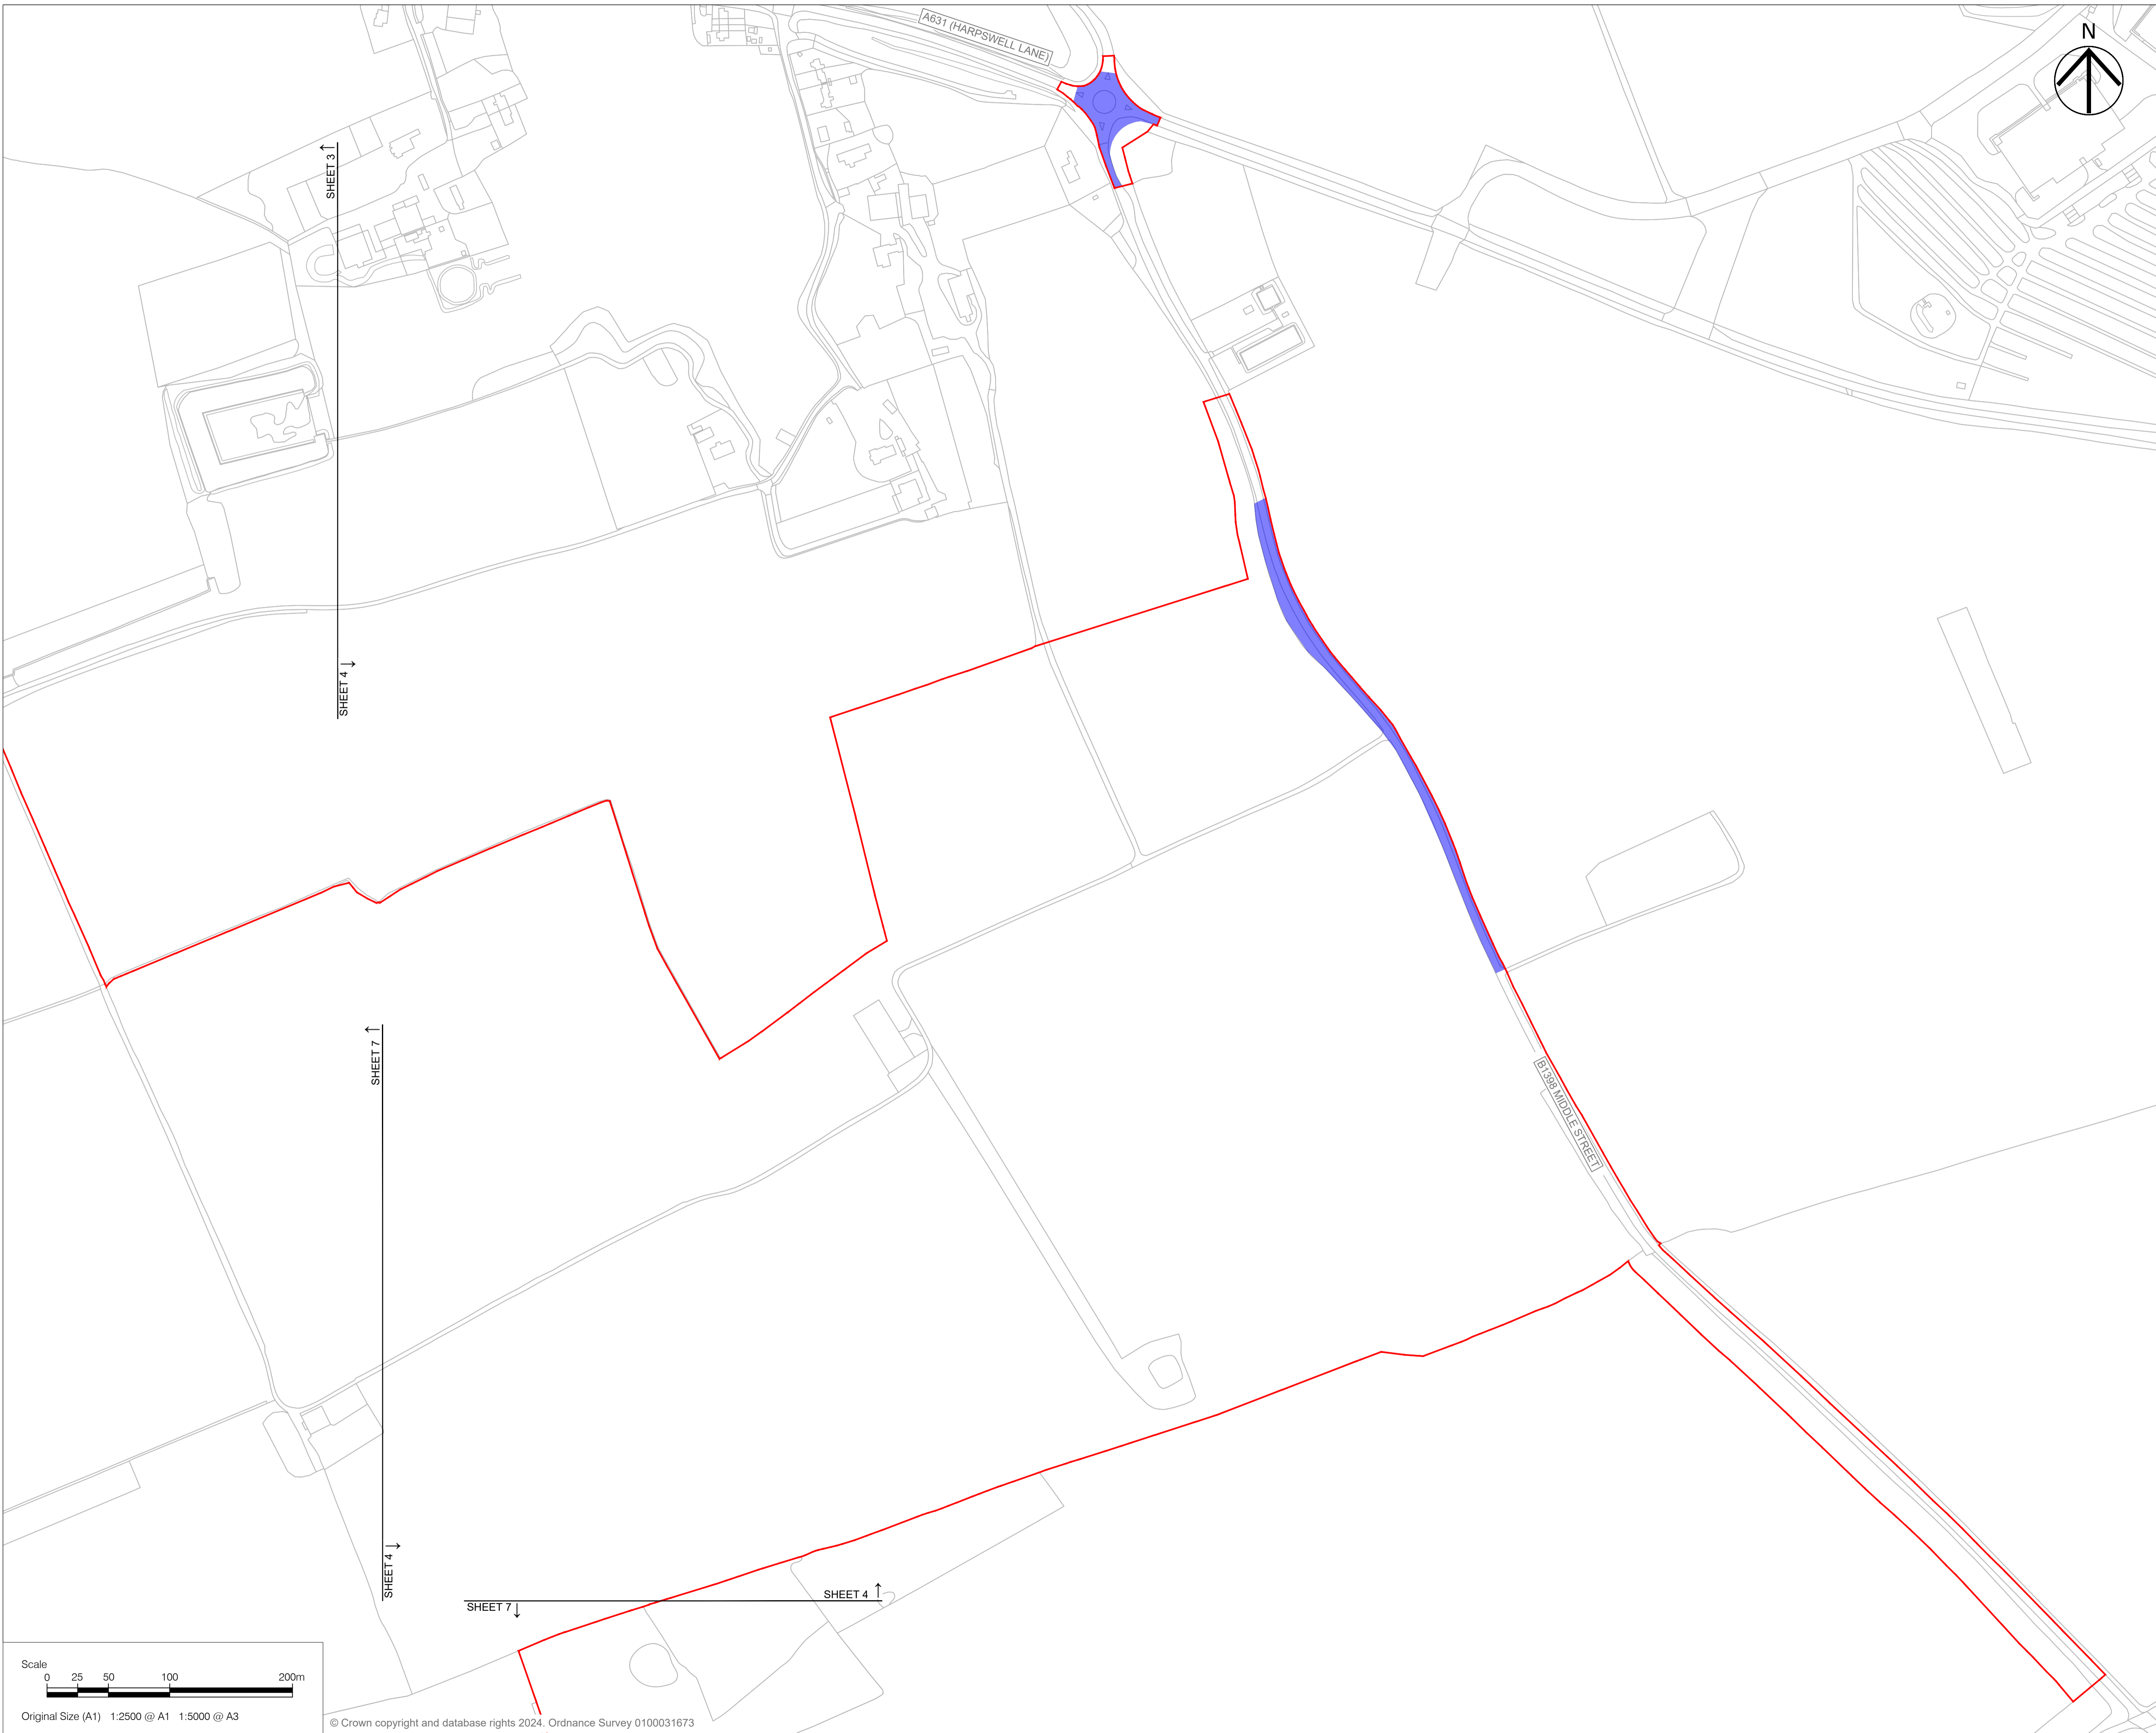 A631 (HARPSWELL LANE)
N
SHEET 3 ↑
SHEET 4 ↓
SHEET 7 ↑
B1398 MIDDLE STREET
SHEET 4 ↓
SHEET 4 ↑
SHEET 7 ↓
Scale
0 25 50 100 200m
Original Size (A1) 1:2500 @ A1 1:5000 @ A3
© Crown copyright and database rights 2024. Ordnance Survey 0100031673